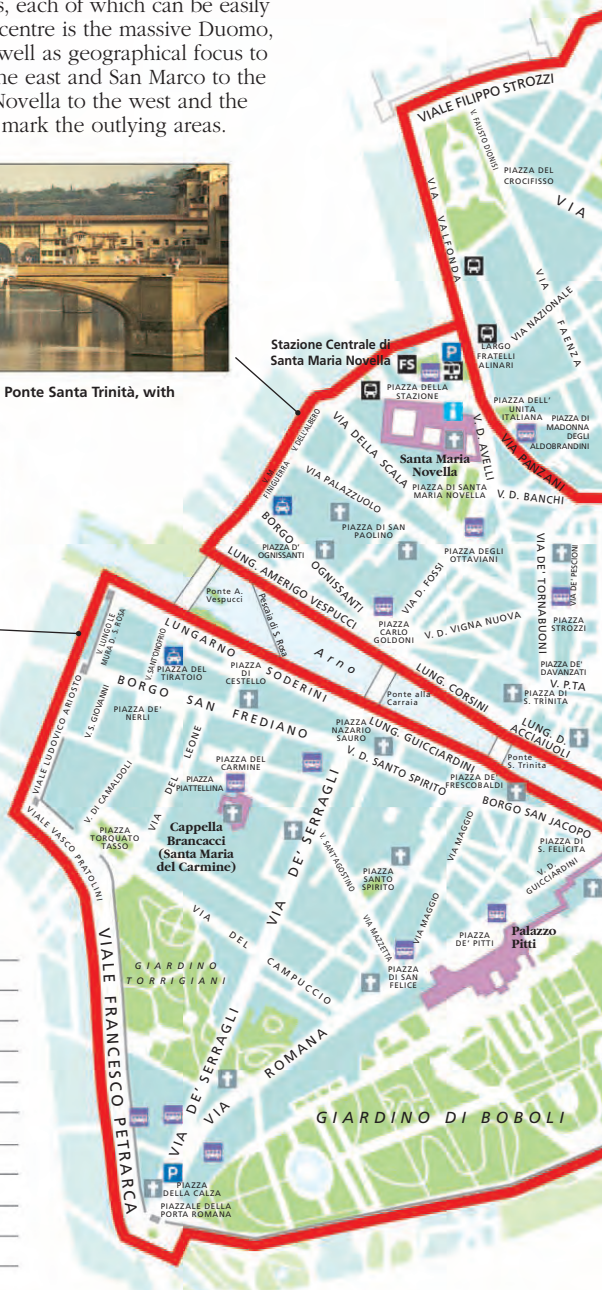 s, each of which can be easily
centre is the massive Duomo,
well as geographical focus to
ne east and San Marco to the
Novella to the west and the
mark the outlying areas.
Ponte Santa Trinità, with
VIALE FILIPPO STROZZI
V. FAUSTO DIONISI
PIAZZA DEL
CROCIFISSO
VIA
VIA VALFONDA
VIA NAZIONALE
VIA FAENZA
Stazione Centrale di
Santa Maria Novella
FS
P
LARGO
FRATELLI
ALINARI
PIAZZA DELLA
STAZIONE
i
PIAZZA DELL'
UNITA
ITALIANA
PIAZZA DI
MADONNA
DEGLI
ALDOBRANDINI
V. DELL'ALBERO
V. M.
FINIGUERRA
VIA DELLA SCALA
Santa Maria
Novella
V. D. AVELLI
VIA PANZANI
VIA PALAZZUOLO
PIAZZA DI SANTA
MARIA NOVELLA
V. D. BANCHI
PIAZZA DI SAN
PAOLINO
BORGO OGNISSANTI
PIAZZA D'
OGNISSANTI
PIAZZA DEGLI
OTTAVIANI
LUNG. AMERIGO VESPUCCI
VIA D. FOSSI
VIA DE' TORNABUONI
VIA DE' PESCIONI
Ponte A.
Vespucci
Pescaia di S. Rosa
PIAZZA
CARLO
GOLDONI
V. D. VIGNA NUOVA
PIAZZA
STROZZI
V. LUNGO LE
MURA D. S. ROSA
V. SANT'ONOFRIO
LUNGARNO SODERINI
Arno
PIAZZA DE'
DAVANZATI
V. P.TA
PIAZZA DEL
TIRATOIO
PIAZZA
DI
CESTELLO
LUNG. CORSINI
PIAZZA DI
S. TRINITA
Ponte alla
Carraia
VIALE LUDOVICO ARIOSTO
V. S. GIOVANNI
BORGO SAN FREDIANO
PIAZZA DE'
NERLI
PIAZZA
NAZARIO
SAURO
LUNG. GUICCIARDINI
LUNG. D.
ACCIAIUOLI
Ponte
S. Trinita
VIA DEL LEONE
PIAZZA DEL
CARMINE
V. D. SANTO SPIRITO
PIAZZA DE'
FRESCOBALDI
PIAZZA
PIATTELLINA
V. DI CAMALDOLI
BORGO SAN JACOPO
VIALE VASCO PRATOLINI
PIAZZA
TORQUATO
TASSO
Cappella
Brancacci
(Santa Maria
del Carmine)
VIA DE' SERRAGLI
V. SANT'AGOSTINO
VIA MAGGIO
PIAZZA DI
S. FELICITA
V. D.
GUICCIARDINI
PIAZZA
SANTO
SPIRITO
VIA DEL CAMPUCCIO
VIA MAZZETTA
VIA MAGGIO
PIAZZA
DE' PITTI
Palazzo
Pitti
VIALE FRANCESCO PETRARCA
GIARDINO
TORRIGIANI
PIAZZA
DI SAN
FELICE
VIA ROMANA
VIA DE' SERRAGLI
GIARDINO DI BOBOLI
P
PIAZZA
DELLA CALZA
PIAZZALE DELLA
PORTA ROMANA